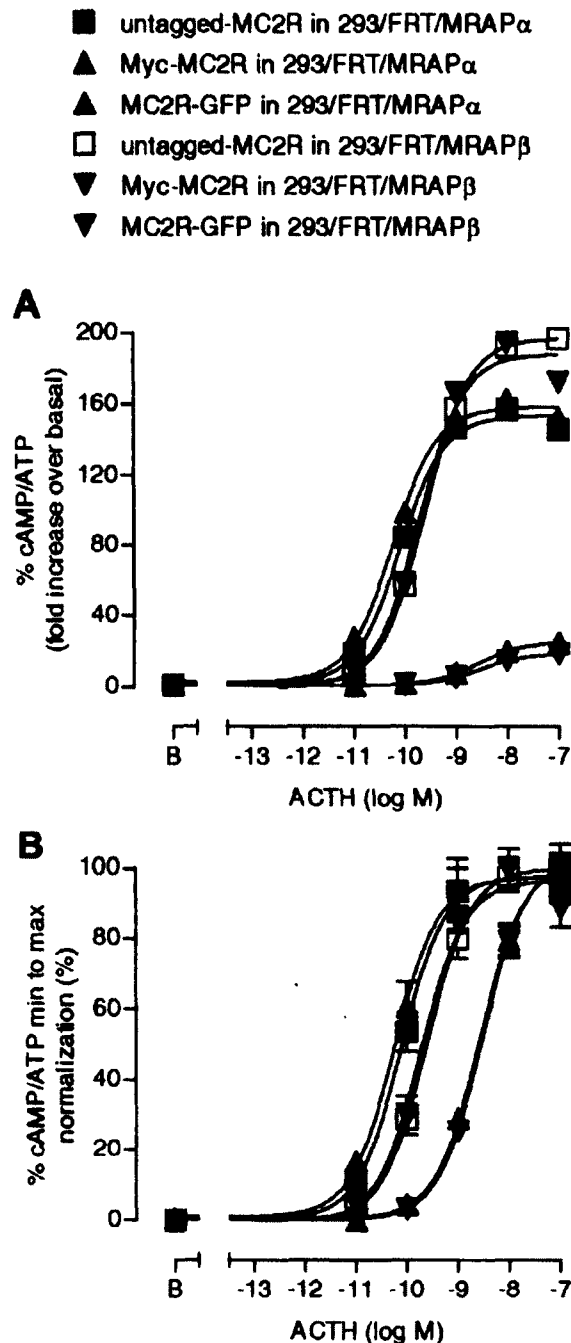 untagged-MC2R in 293/FRT/MRAPα
Myc-MC2R in 293/FRT/MRAPα
MC2R-GFP in 293/FRT/MRAPα
untagged-MC2R in 293/FRT/MRAPβ
Myc-MC2R in 293/FRT/MRAPβ
MC2R-GFP in 293/FRT/MRAPβ
A
% cAMP/ATP
(fold increase over basal)
200
160
120
80
40
0
B -13 -12 -11 -10 -9 -8 -7
ACTH (log M)
B
% cAMP/ATP min to max
normalization (%)
100
80
60
40
20
0
B -13 -12 -11 -10 -9 -8 -7
ACTH (log M)